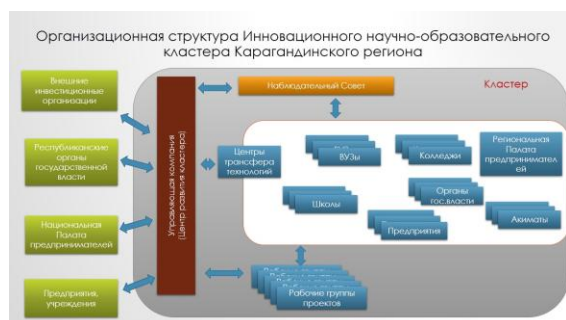 Организационная структура Инновационного научно-образовательного
кластера Карагандинского региона
Внешние
инвестиционные
организации
Республиканские
органы
государственной
власти
Национальная
Палата
предпринимателей
Предприятия,
учреждения
Управляющая компания
(Центр развития кластера)
Наблюдательный Совет
Кластер
Центры
трансфера
технологий
ВУЗы
Колледжи
Региональная
Палата
предпринимател
ей
Школы
Органы
гос.власти
Предприятия
Акиматы
Рабочие группы
проектов